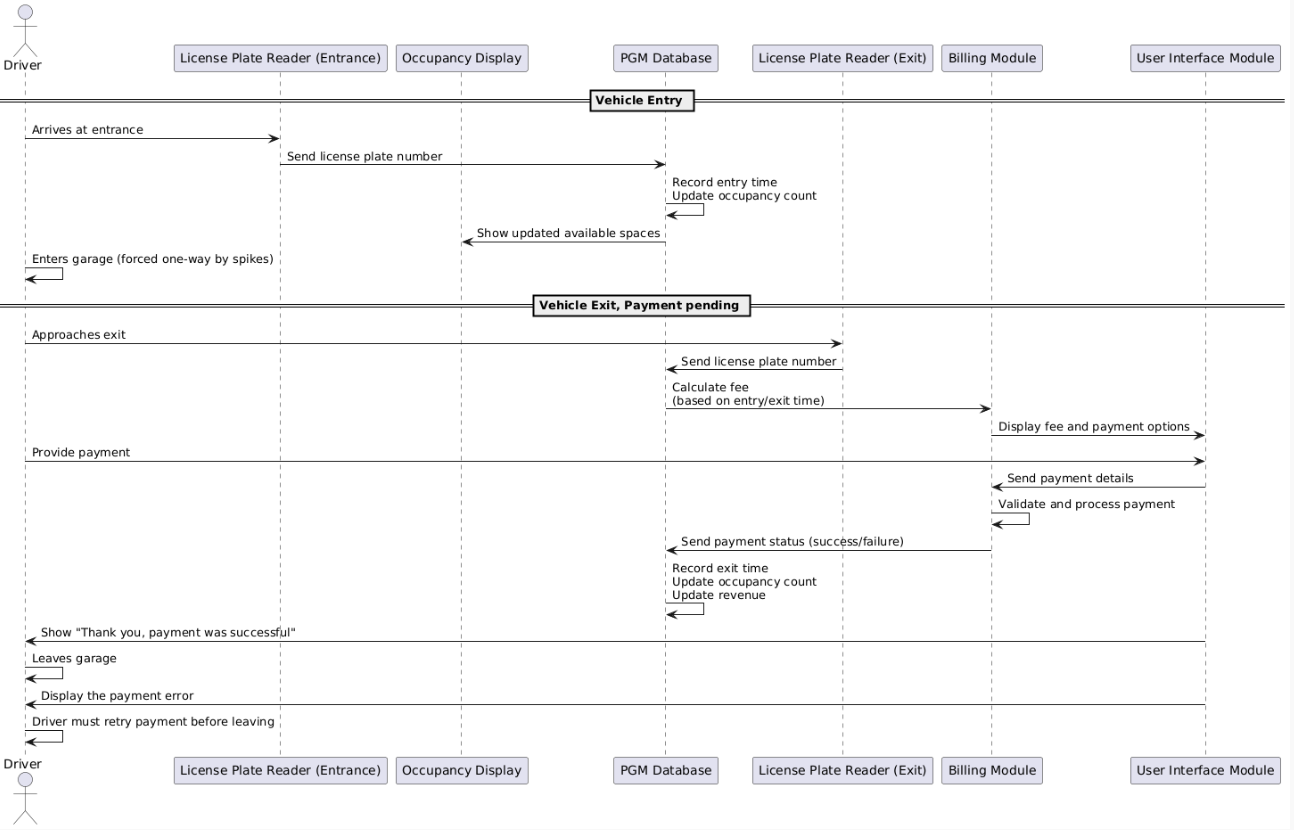 Driver
License Plate Reader (Entrance)
Occupancy Display
PGM Database
License Plate Reader (Exit)
Billing Module
User Interface Module
Vehicle Entry
Arrives at entrance
Send license plate number
Record entry time
Update occupancy count
Show updated available spaces
Enters garage (forced one-way by spikes)
Vehicle Exit, Payment pending
Approaches exit
Send license plate number
Calculate fee
(based on entry/exit time)
Display fee and payment options
Provide payment
Send payment details
Validate and process payment
Send payment status (success/failure)
Record exit time
Update occupancy count
Update revenue
Show "Thank you, payment was successful"
Leaves garage
Display the payment error
Driver must retry payment before leaving
Driver
License Plate Reader (Entrance)
Occupancy Display
PGM Database
License Plate Reader (Exit)
Billing Module
User Interface Module